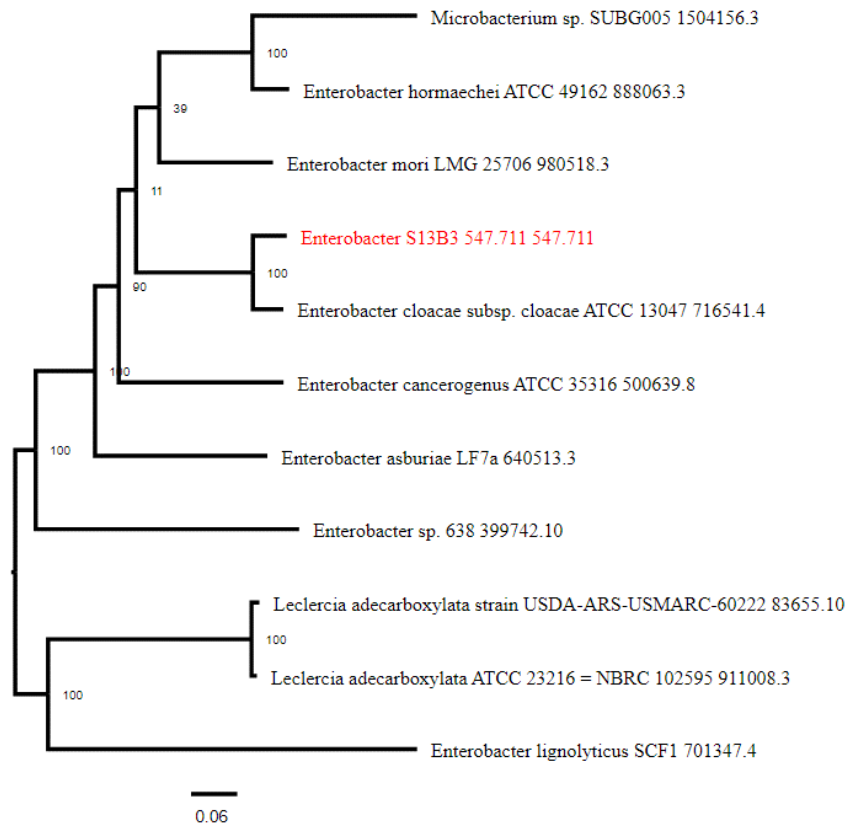 Microbacterium sp. SUBG005 1504156.3
100
Enterobacter hormaechei ATCC 49162 888063.3
39
Enterobacter mori LMG 25706 980518.3
11
Enterobacter S13B3 547.711 547.711
100
90
Enterobacter cloacae subsp. cloacae ATCC 13047 716541.4
100
Enterobacter cancerogenus ATCC 35316 500639.8
100
Enterobacter asburiae LF7a 640513.3
Enterobacter sp. 638 399742.10
Leclercia adecarboxylata strain USDA-ARS-USMARC-60222 83655.10
100
Leclercia adecarboxylata ATCC 23216 = NBRC 102595 911008.3
100
Enterobacter lignolyticus SCF1 701347.4
0.06